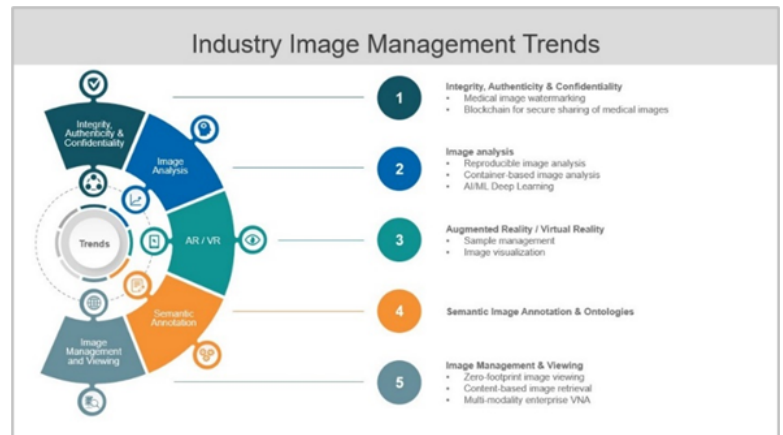 Industry Image Management Trends
Integrity,
Authenticity &
Confidentiality
Image
Analysis
AR / VR
Semantic
Annotation
Image
Management
and Viewing
Trends
1
Integrity, Authenticity & Confidentiality
• Medical image watermarking
• Blockchain for secure sharing of medical images
2
Image analysis
• Reproducible image analysis
• Container-based image analysis
• AI/ML Deep Learning
3
Augmented Reality / Virtual Reality
• Sample management
• Image visualization
4
Semantic Image Annotation & Ontologies
5
Image Management & Viewing
• Zero-footprint image viewing
• Content-based image retrieval
• Multi-modality enterprise VNA